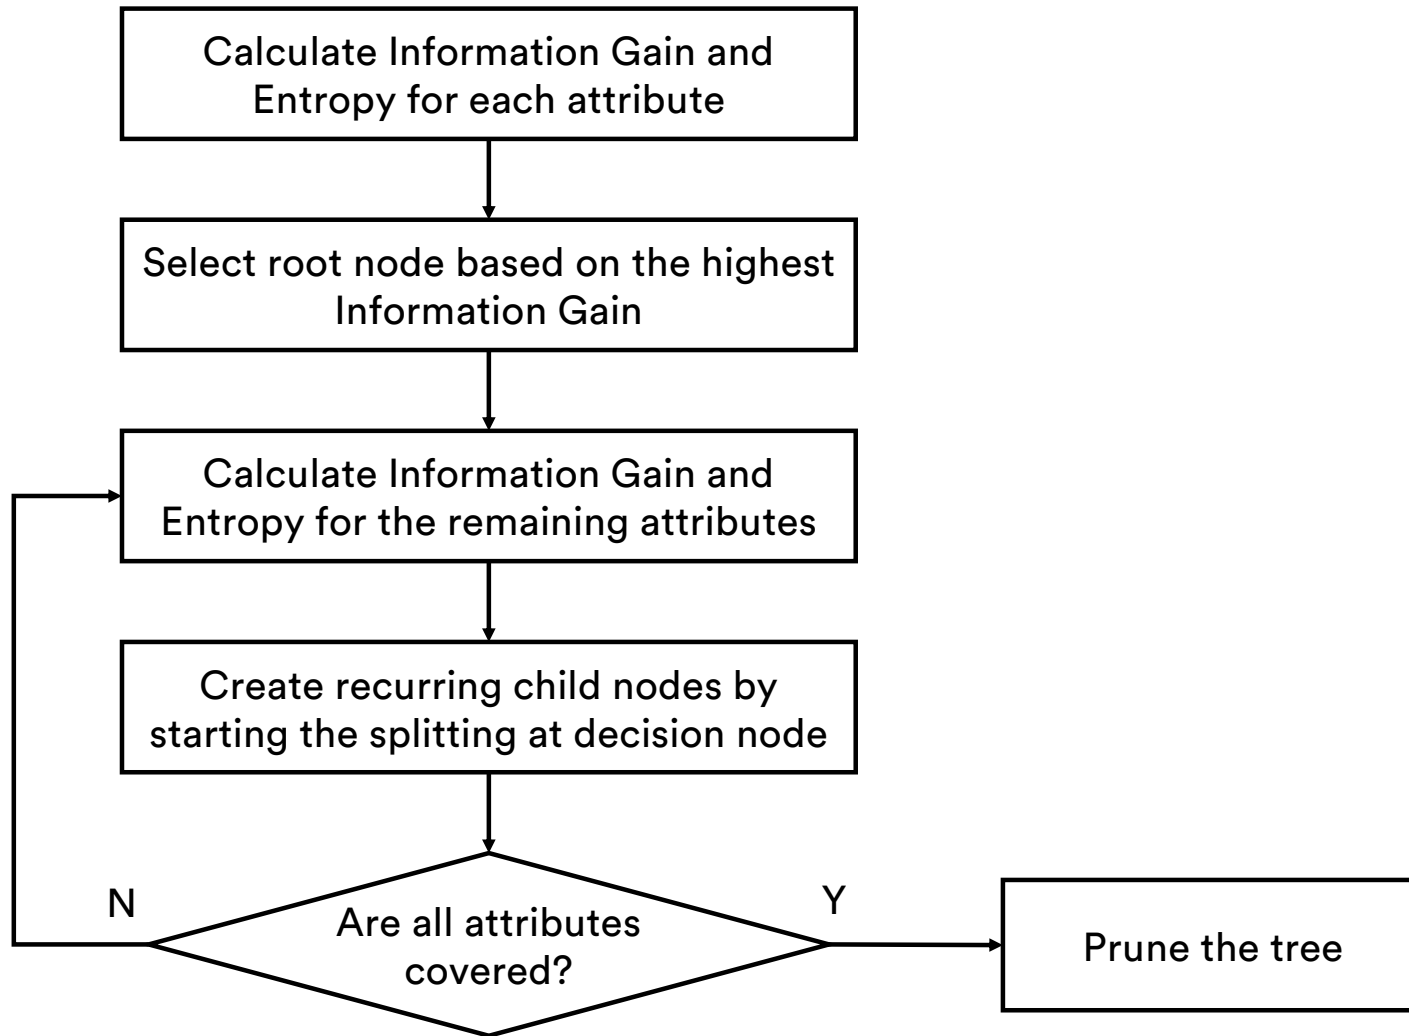 Calculate Information Gain and
Entropy for each attribute
Select root node based on the highest
Information Gain
Calculate Information Gain and
Entropy for the remaining attributes
Create recurring child nodes by
starting the splitting at decision node
N
Are all attributes
covered?
Y
Prune the tree